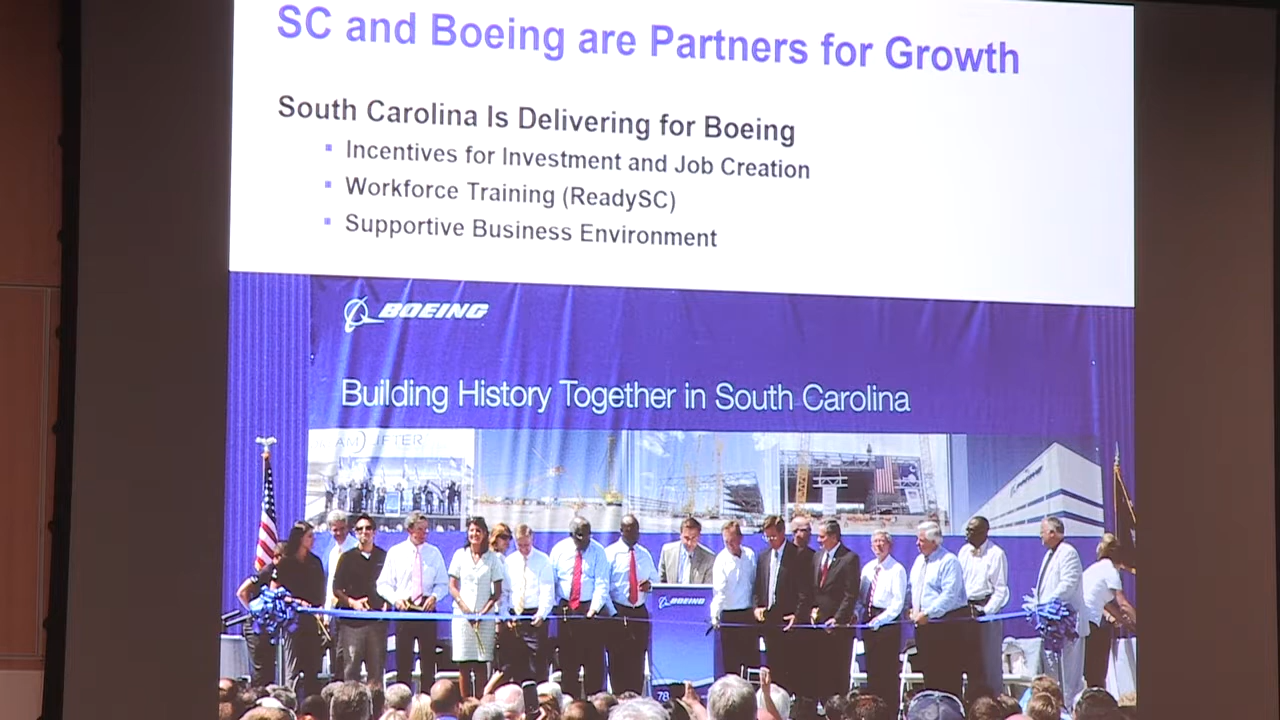 SC and Boeing are Partners for Growth
South Carolina Is Delivering for Boeing
Incentives for Investment and Job Creation
Workforce Training (ReadySC)
Supportive Business Environment
BOEING
Building History Together in South Carolina
BOEING
78